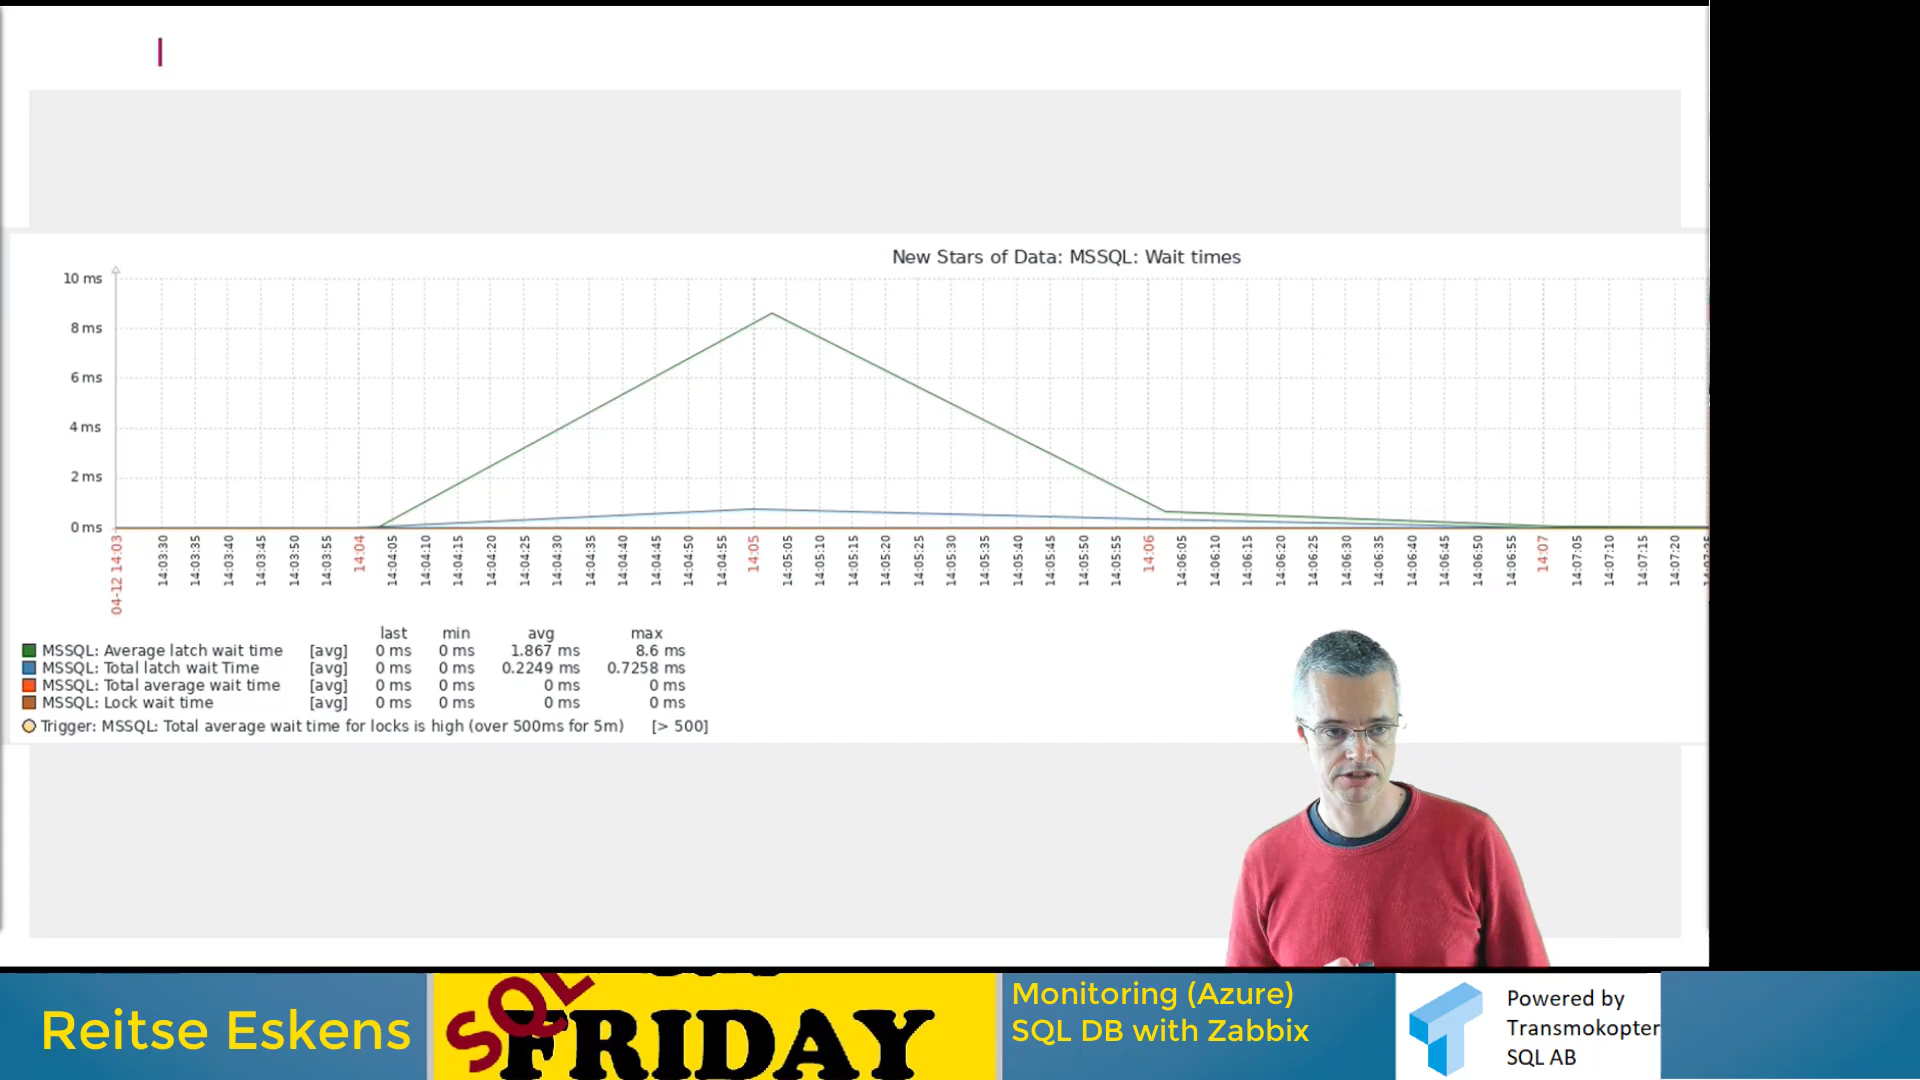 New Stars of Data: MSSQL: Wait times
10 ms
8 ms
6 ms
4 ms
2 ms
0 ms
04-12 14:03
14:03:30
14:03:35
14:03:40
14:03:45
14:03:50
14:03:55
14:04
14:04:05
14:04:10
14:04:15
14:04:20
14:04:25
14:04:30
14:04:35
14:04:40
14:04:45
14:04:50
14:04:55
14:05
14:05:05
14:05:10
14:05:15
14:05:20
14:05:25
14:05:30
14:05:35
14:05:40
14:05:45
14:05:50
14:05:55
14:06
14:06:05
14:06:10
14:06:15
14:06:20
14:06:25
14:06:30
14:06:35
14:06:40
14:06:45
14:06:50
14:06:55
14:07
14:07:05
14:07:10
14:07:15
14:07:20
last min avg max
MSSQL: Average latch wait time [avg] 0 ms 0 ms 1.867 ms 8.6 ms
MSSQL: Total latch wait Time [avg] 0 ms 0 ms 0.2249 ms 0.7258 ms
MSSQL: Total average wait time [avg] 0 ms 0 ms 0 ms 0 ms
MSSQL: Lock wait time [avg] 0 ms 0 ms 0 ms 0 ms
Trigger: MSSQL: Total average wait time for locks is high (over 500ms for 5m) [> 500]
Reitse Eskens
SQL
FRIDAY
Monitoring (Azure)
SQL DB with Zabbix
Powered by
Transmokopter
SQL AB